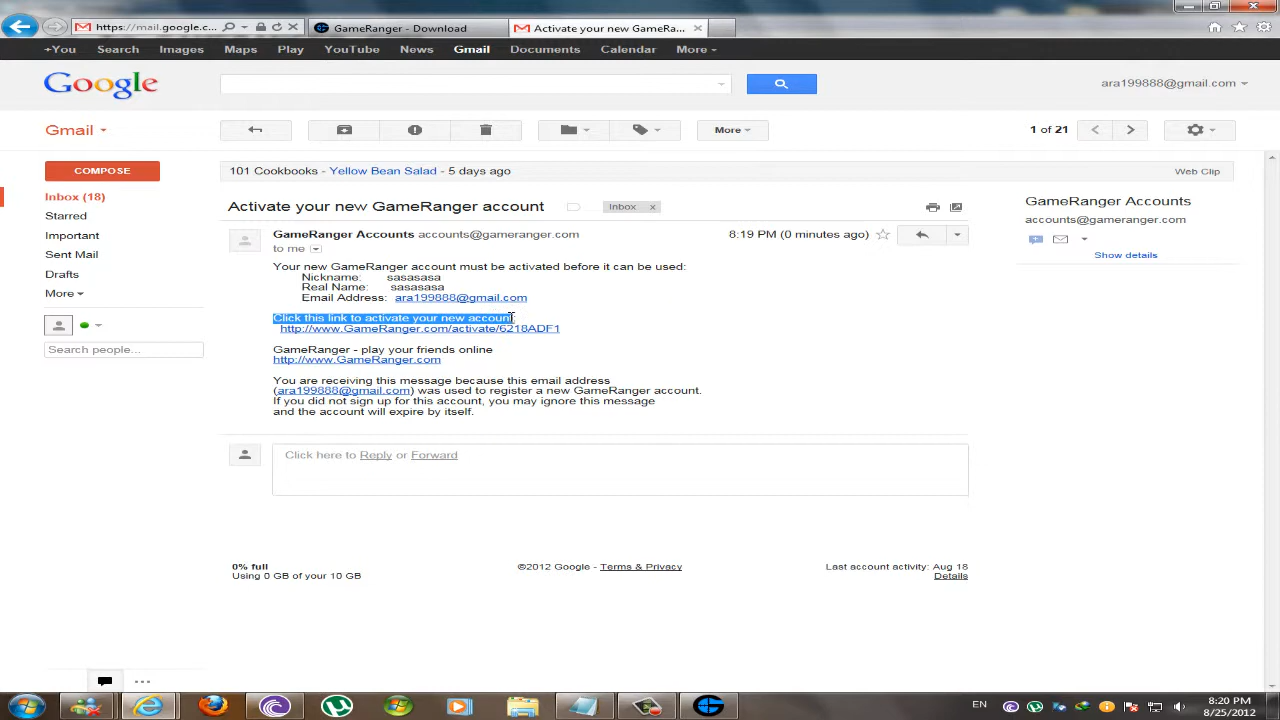 https://mail.google.c...
GameRanger - Download
Activate your new GameRa...
+You Search Images Maps Play YouTube News Gmail Documents Calendar More
Google
ara199888@gmail.com
Gmail
More
1 of 21
COMPOSE
101 Cookbooks - Yellow Bean Salad - 5 days ago
Web Clip
Inbox (18)
Starred
Important
Sent Mail
Drafts
More
Search people...
Activate your new GameRanger account
Inbox x
GameRanger Accounts accounts@gameranger.com
8:19 PM (0 minutes ago)
to me
Your new GameRanger account must be activated before it can be used:
Nickname: sasasasa
Real Name: sasasasa
Email Address: ara199888@gmail.com
Click this link to activate your new account:
http://www.GameRanger.com/activate/6218ADF1
GameRanger - play your friends online
http://www.GameRanger.com
You are receiving this message because this email address
(ara199888@gmail.com) was used to register a new GameRanger account.
If you did not sign up for this account, you may ignore this message
and the account will expire by itself.
Click here to Reply or Forward
GameRanger Accounts
accounts@gameranger.com
Show details
0% full
Using 0 GB of your 10 GB
©2012 Google - Terms & Privacy
Last account activity: Aug 18
Details
EN
8:20 PM
8/25/2012